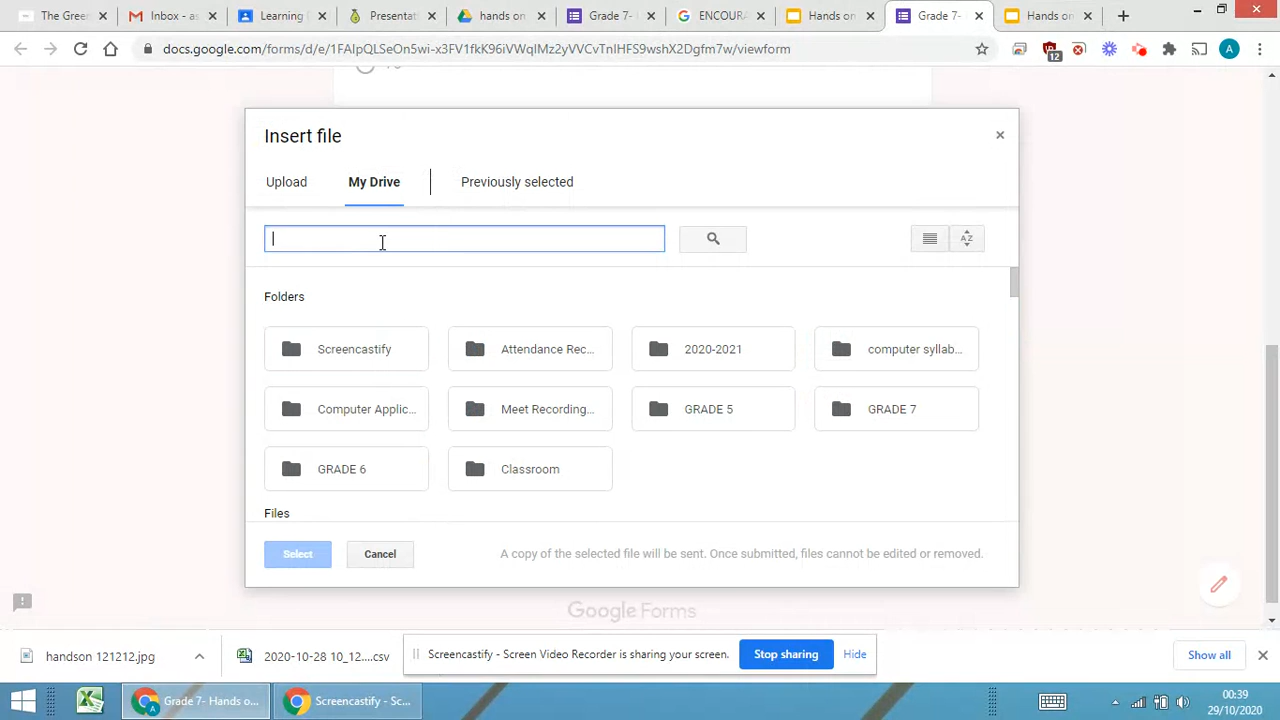 The Gree
Inbox - a
Learning
Presentat
hands on
Grade 7-
ENCOURA
Hands on
Grade 7-
Hands on
docs.google.com/forms/d/e/1FAIpQLSeOn5wi-x3FV1fkK96iVWqIMz2yVVCvTnIHFS9wshX2Dgfm7w/viewform
12
A
Insert file
Upload
My Drive
Previously selected
AZ
Folders
Screencastify
Attendance Rec...
2020-2021
computer syllab...
Computer Applic...
Meet Recording...
GRADE 5
GRADE 7
GRADE 6
Classroom
Files
Select
Cancel
A copy of the selected file will be sent. Once submitted, files cannot be edited or removed.
Google Forms
handson 121212.jpg
2020-10-28 10_12....csv
Screencastify - Screen Video Recorder is sharing your screen.
Stop sharing
Hide
Show all
Grade 7- Hands o...
Screencastify - Sc...
00:39
29/10/2020